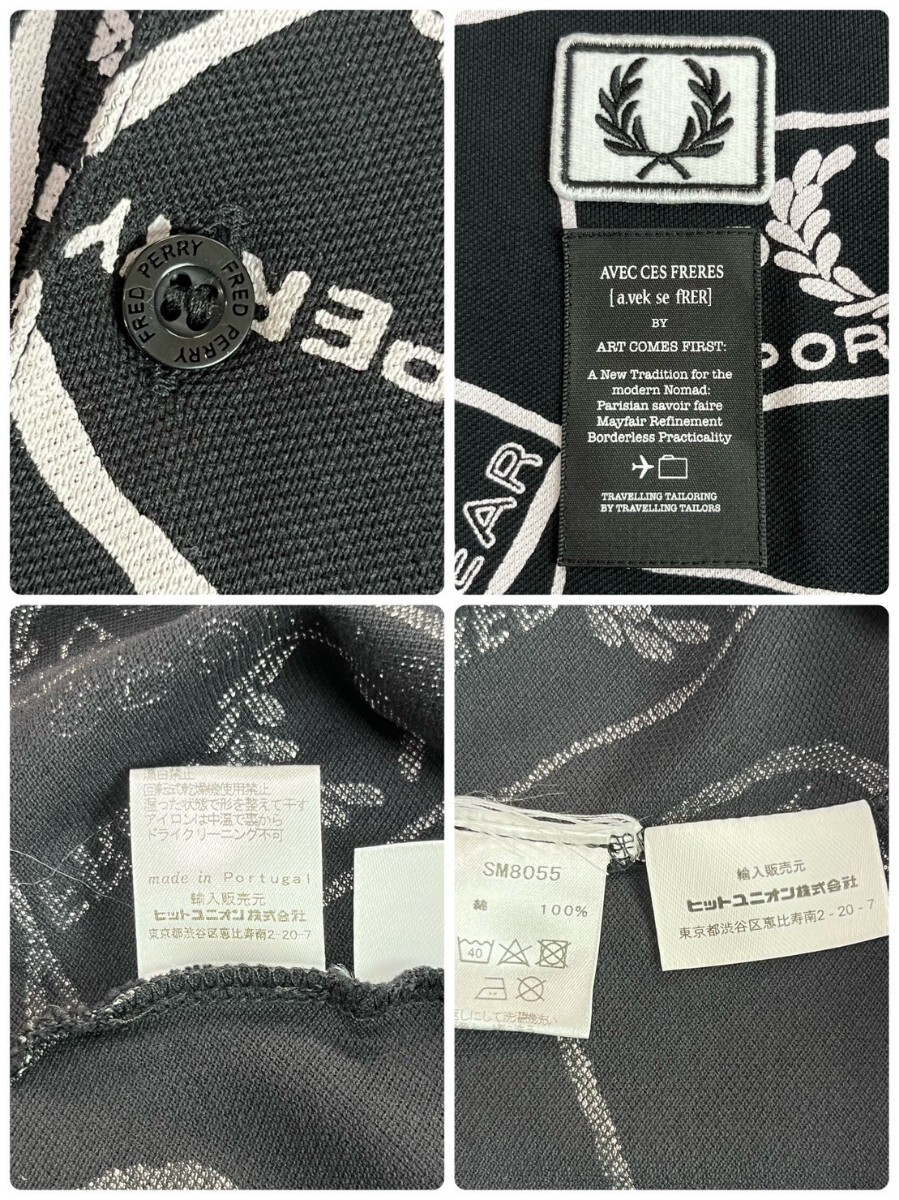 FRED PERRY FRED PERRY
PERRY
AVEC CES FRERES
[a.vek se fRER]
BY
ART COMES FIRST:
A New Tradition for the
modern Nomad:
Parisian savoir faire
Mayfair Refinement
Borderless Practicality
TRAVELLING TAILORING
BY TRAVELLING TAILORS
POR
EAR
回転式乾燥機使用禁止
湿った状態で形を整えて干す
アイロンは中温で裏から
ドライクリーニング不可
made in Portugal
輸入販売元
ヒットユニオン株式会社
東京都渋谷区恵比寿南2-20-7
SM8055
綿 100%
40
輸入販売元
ヒットユニオン株式会社
東京都渋谷区恵比寿南2-20-7